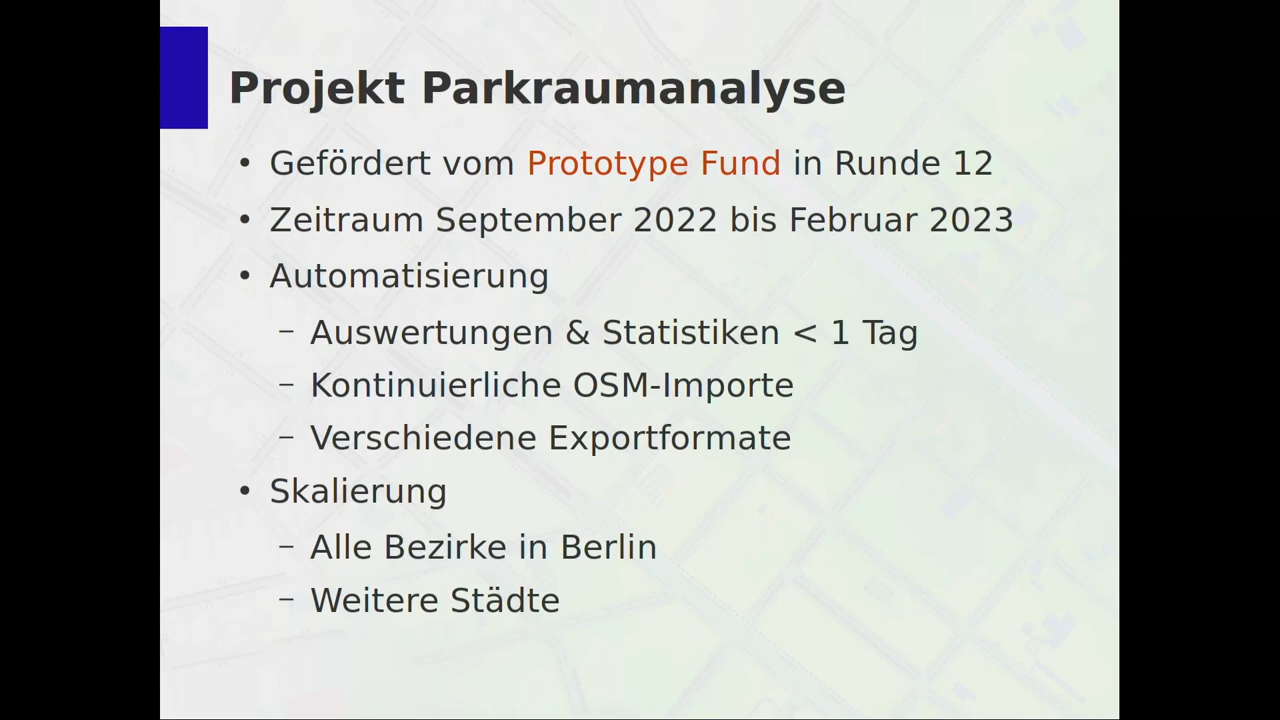 Projekt Parkraumanalyse
• Gefördert vom Prototype Fund in Runde 12
• Zeitraum September 2022 bis Februar 2023
• Automatisierung
– Auswertungen & Statistiken < 1 Tag
– Kontinuierliche OSM-Importe
– Verschiedene Exportformate
• Skalierung
– Alle Bezirke in Berlin
– Weitere Städte